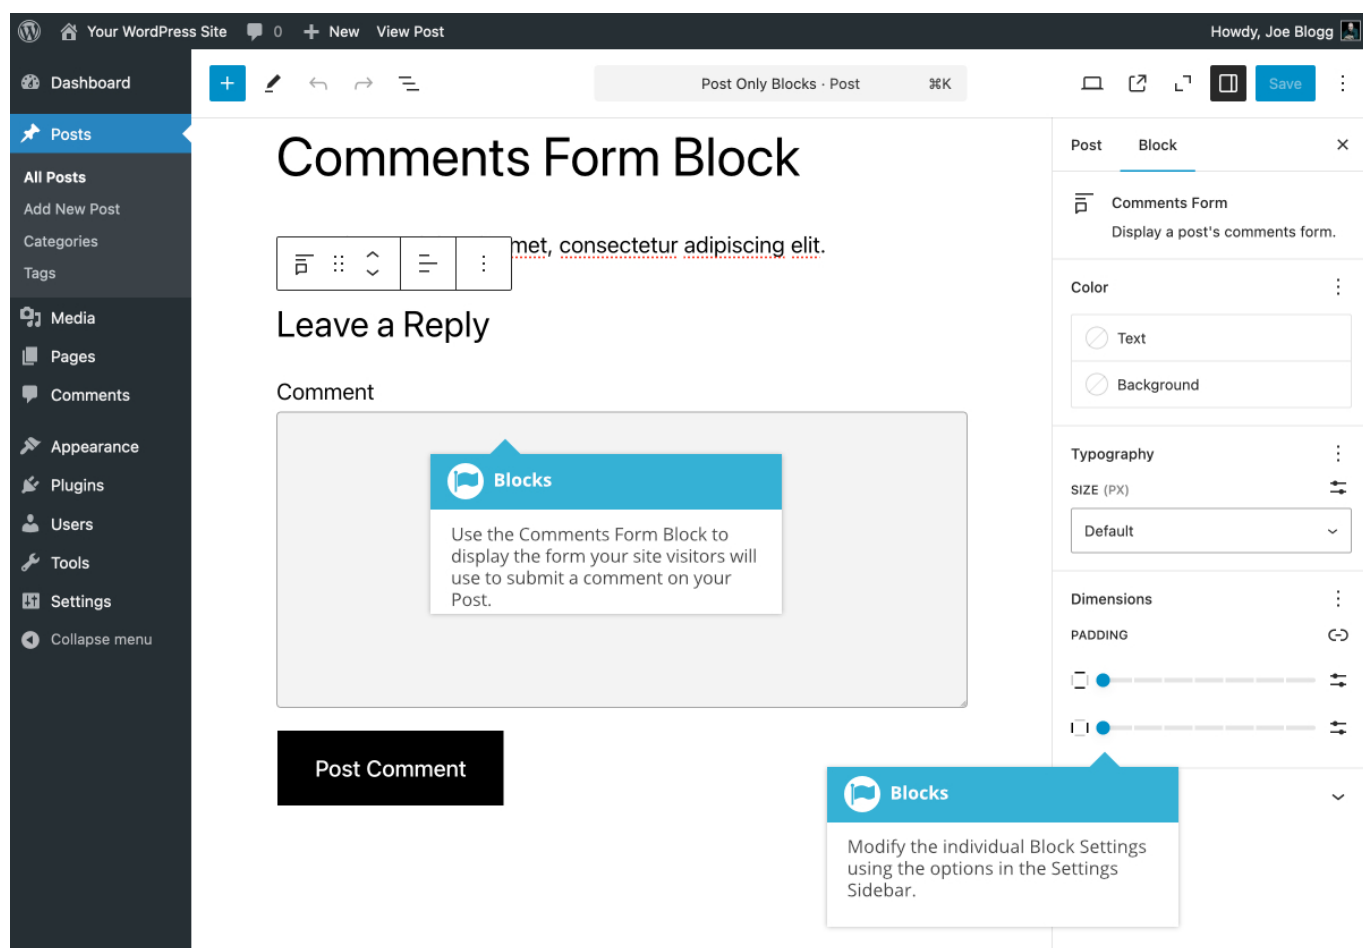 Your WordPress Site 0 New View Post Howdy, Joe Blogg
Dashboard
Posts
All Posts
Add New Post
Categories
Tags
Media
Pages
Comments
Appearance
Plugins
Users
Tools
Settings
Collapse menu
Post Only Blocks · Post ⌘K
Save
Comments Form Block
met, consectetur adipiscing elit.
Leave a Reply
Comment
Blocks
Use the Comments Form Block to
display the form your site visitors will
use to submit a comment on your
Post.
Post Comment
Post Block
Comments Form
Display a post's comments form.
Color
Text
Background
Typography
SIZE (PX)
Default
Dimensions
PADDING
Blocks
Modify the individual Block Settings
using the options in the Settings
Sidebar.